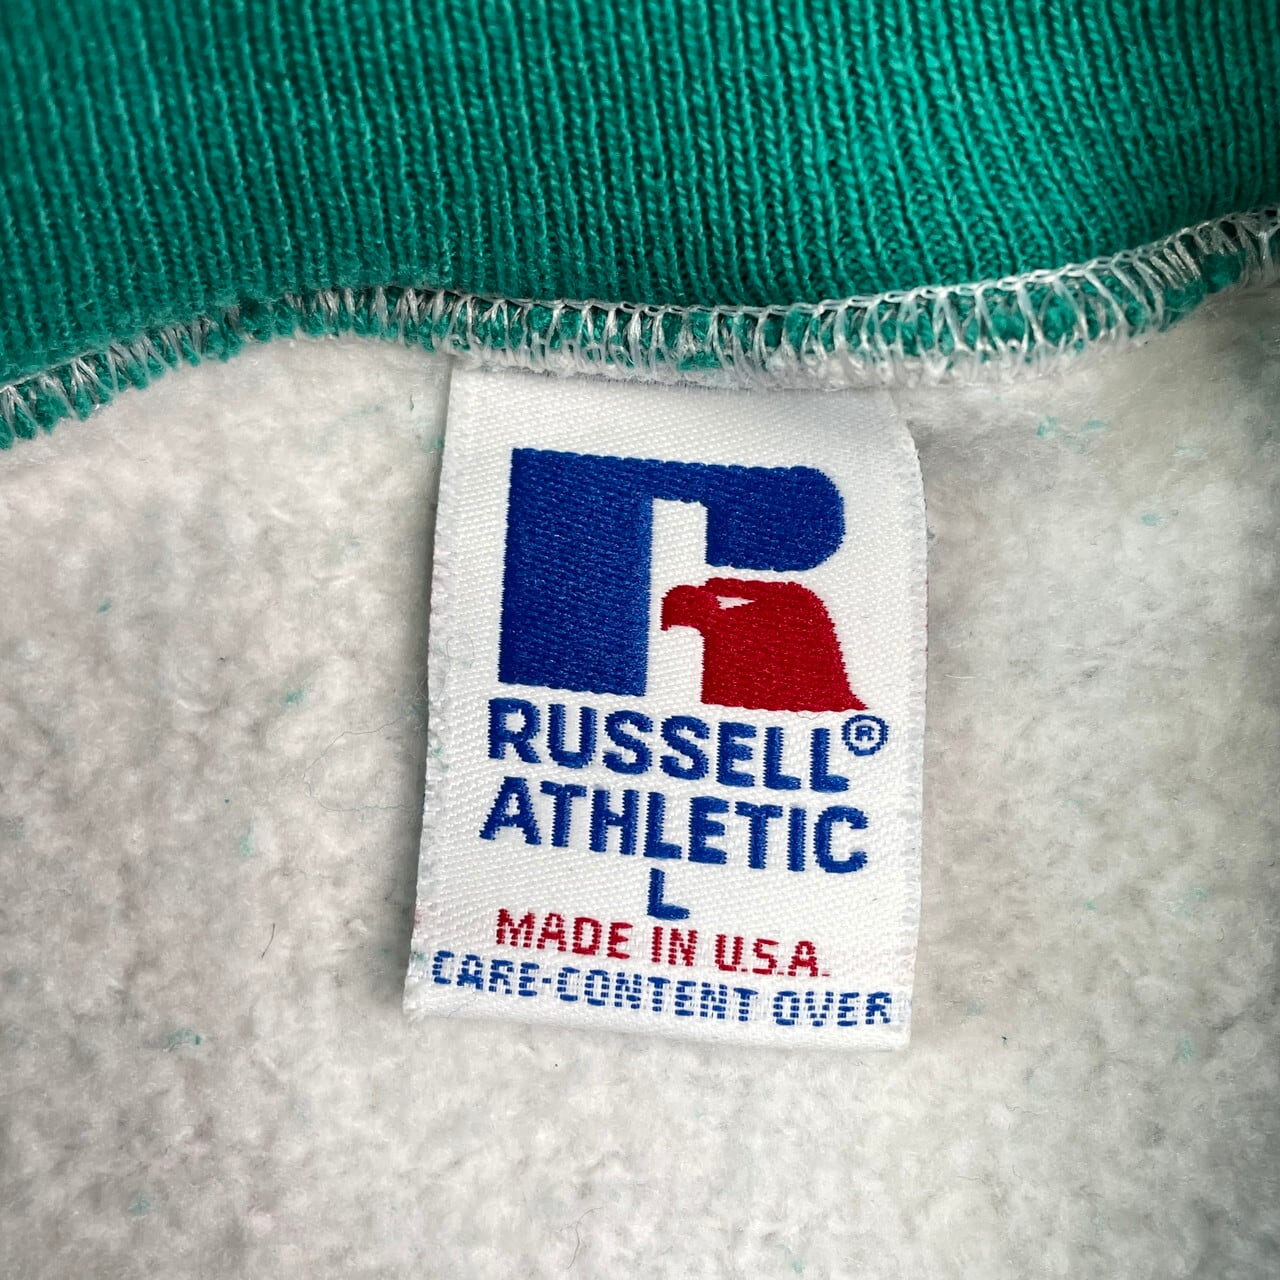 RUSSELL®
ATHLETIC
L
MADE IN U.S.A.
CARE-CONTENT OVER